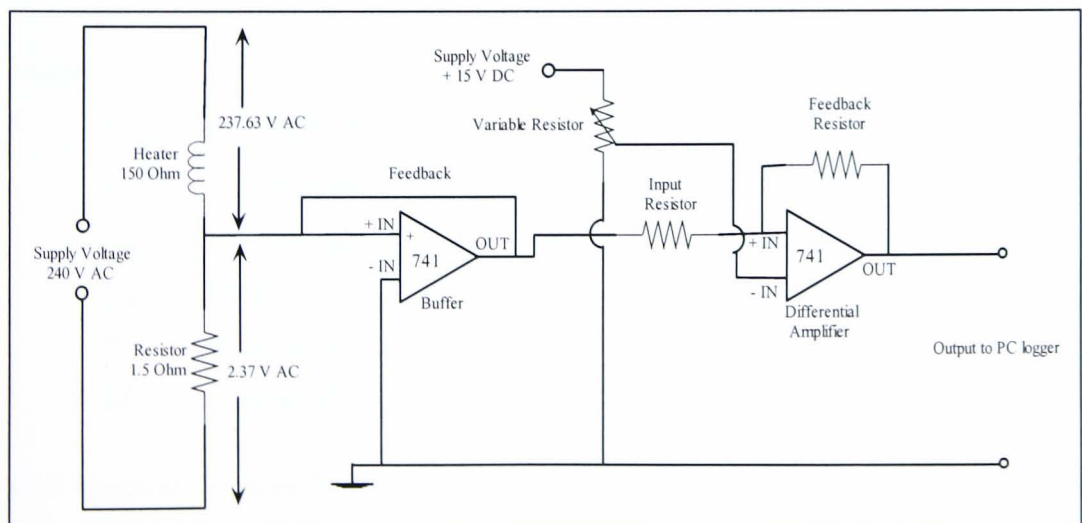 Supply Voltage
+ 15 V DC
237.63 V AC
Heater
150 Ohm
Variable Resistor
Feedback
Resistor
Feedback
Input
Resistor
+ IN
+
OUT
741
- IN
Buffer
+ IN
741
OUT
- IN
Differential
Amplifier
Supply Voltage
240 V AC
Resistor
1.5 Ohm
2.37 V AC
Output to PC logger